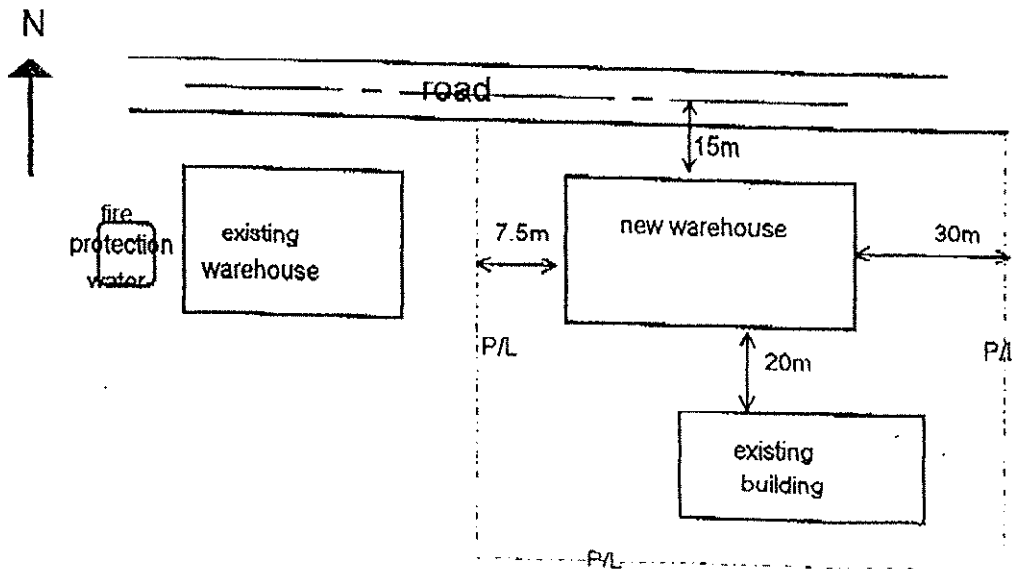 N
road
15m
fire
protection
water
existing
warehouse
7.5m
new warehouse
30m
P/L
P/L
20m
existing
building
P/L